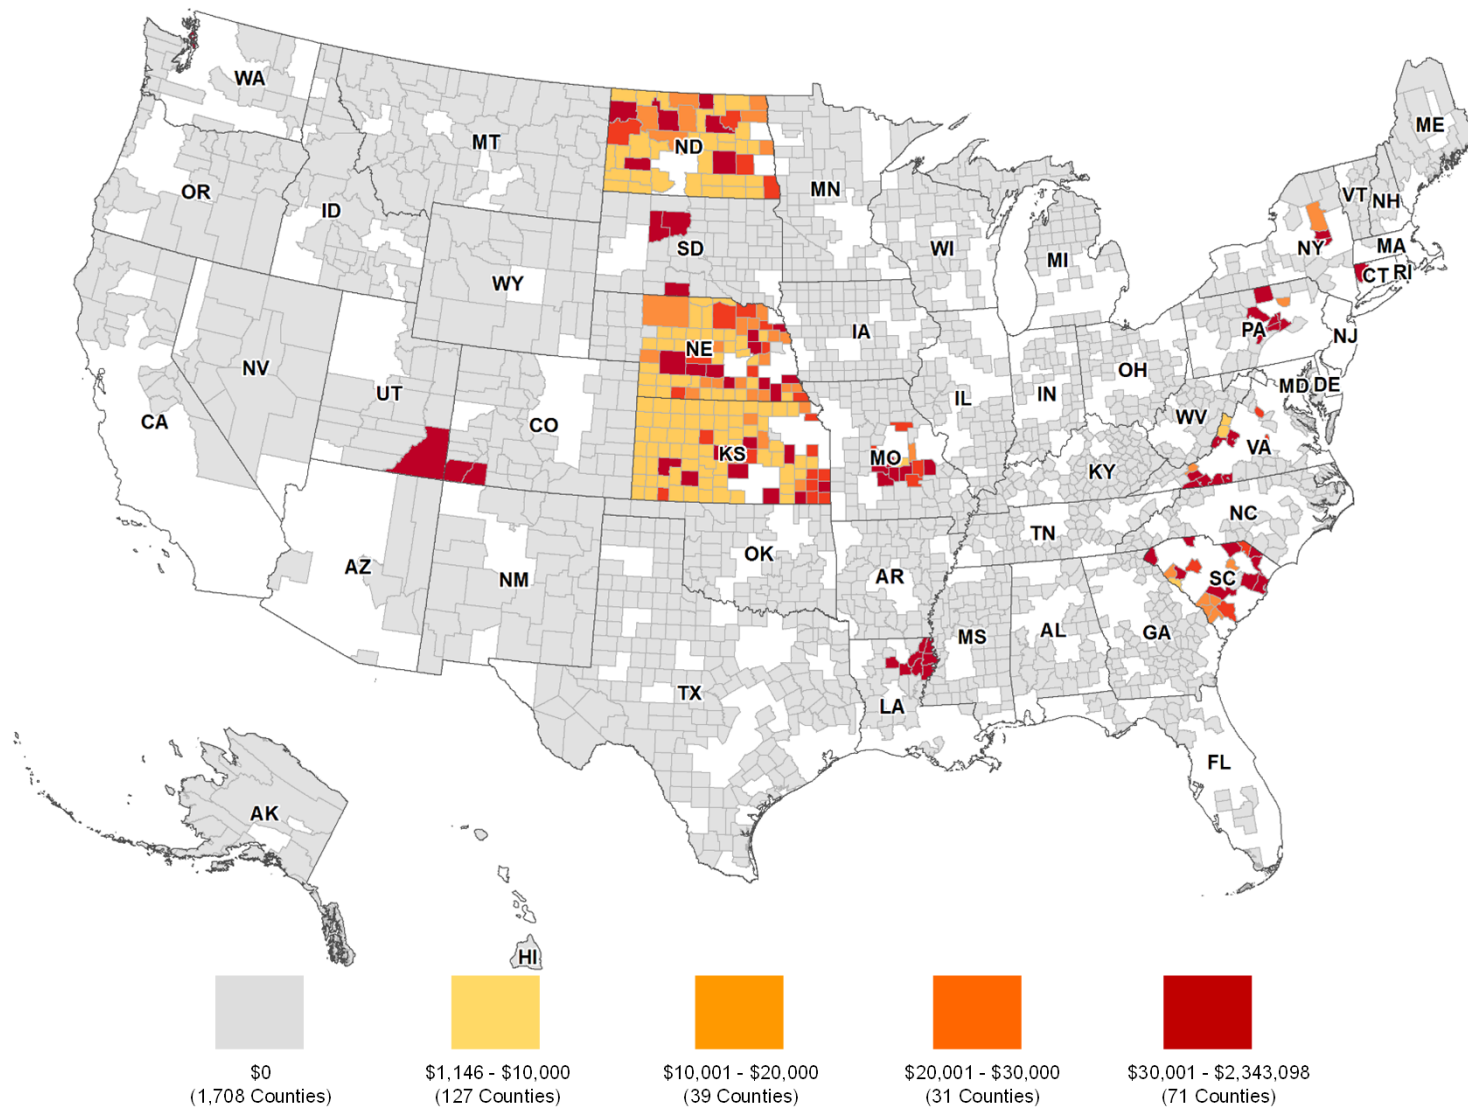 WA
MT
ND
MN
ME
OR
ID
SD
WI
MI
VT
NH
NY
MA
CT
RI
WY
IA
NE
PA
NJ
NV
UT
CO
IL
IN
OH
MD
DE
CA
KS
MO
WV
VA
KY
AZ
NM
OK
AR
TN
NC
SC
MS
AL
GA
TX
LA
FL
AK
HI
$0
(1,708 Counties)
$1,146 - $10,000
(127 Counties)
$10,001 - $20,000
(39 Counties)
$20,001 - $30,000
(31 Counties)
$30,001 - $2,343,098
(71 Counties)